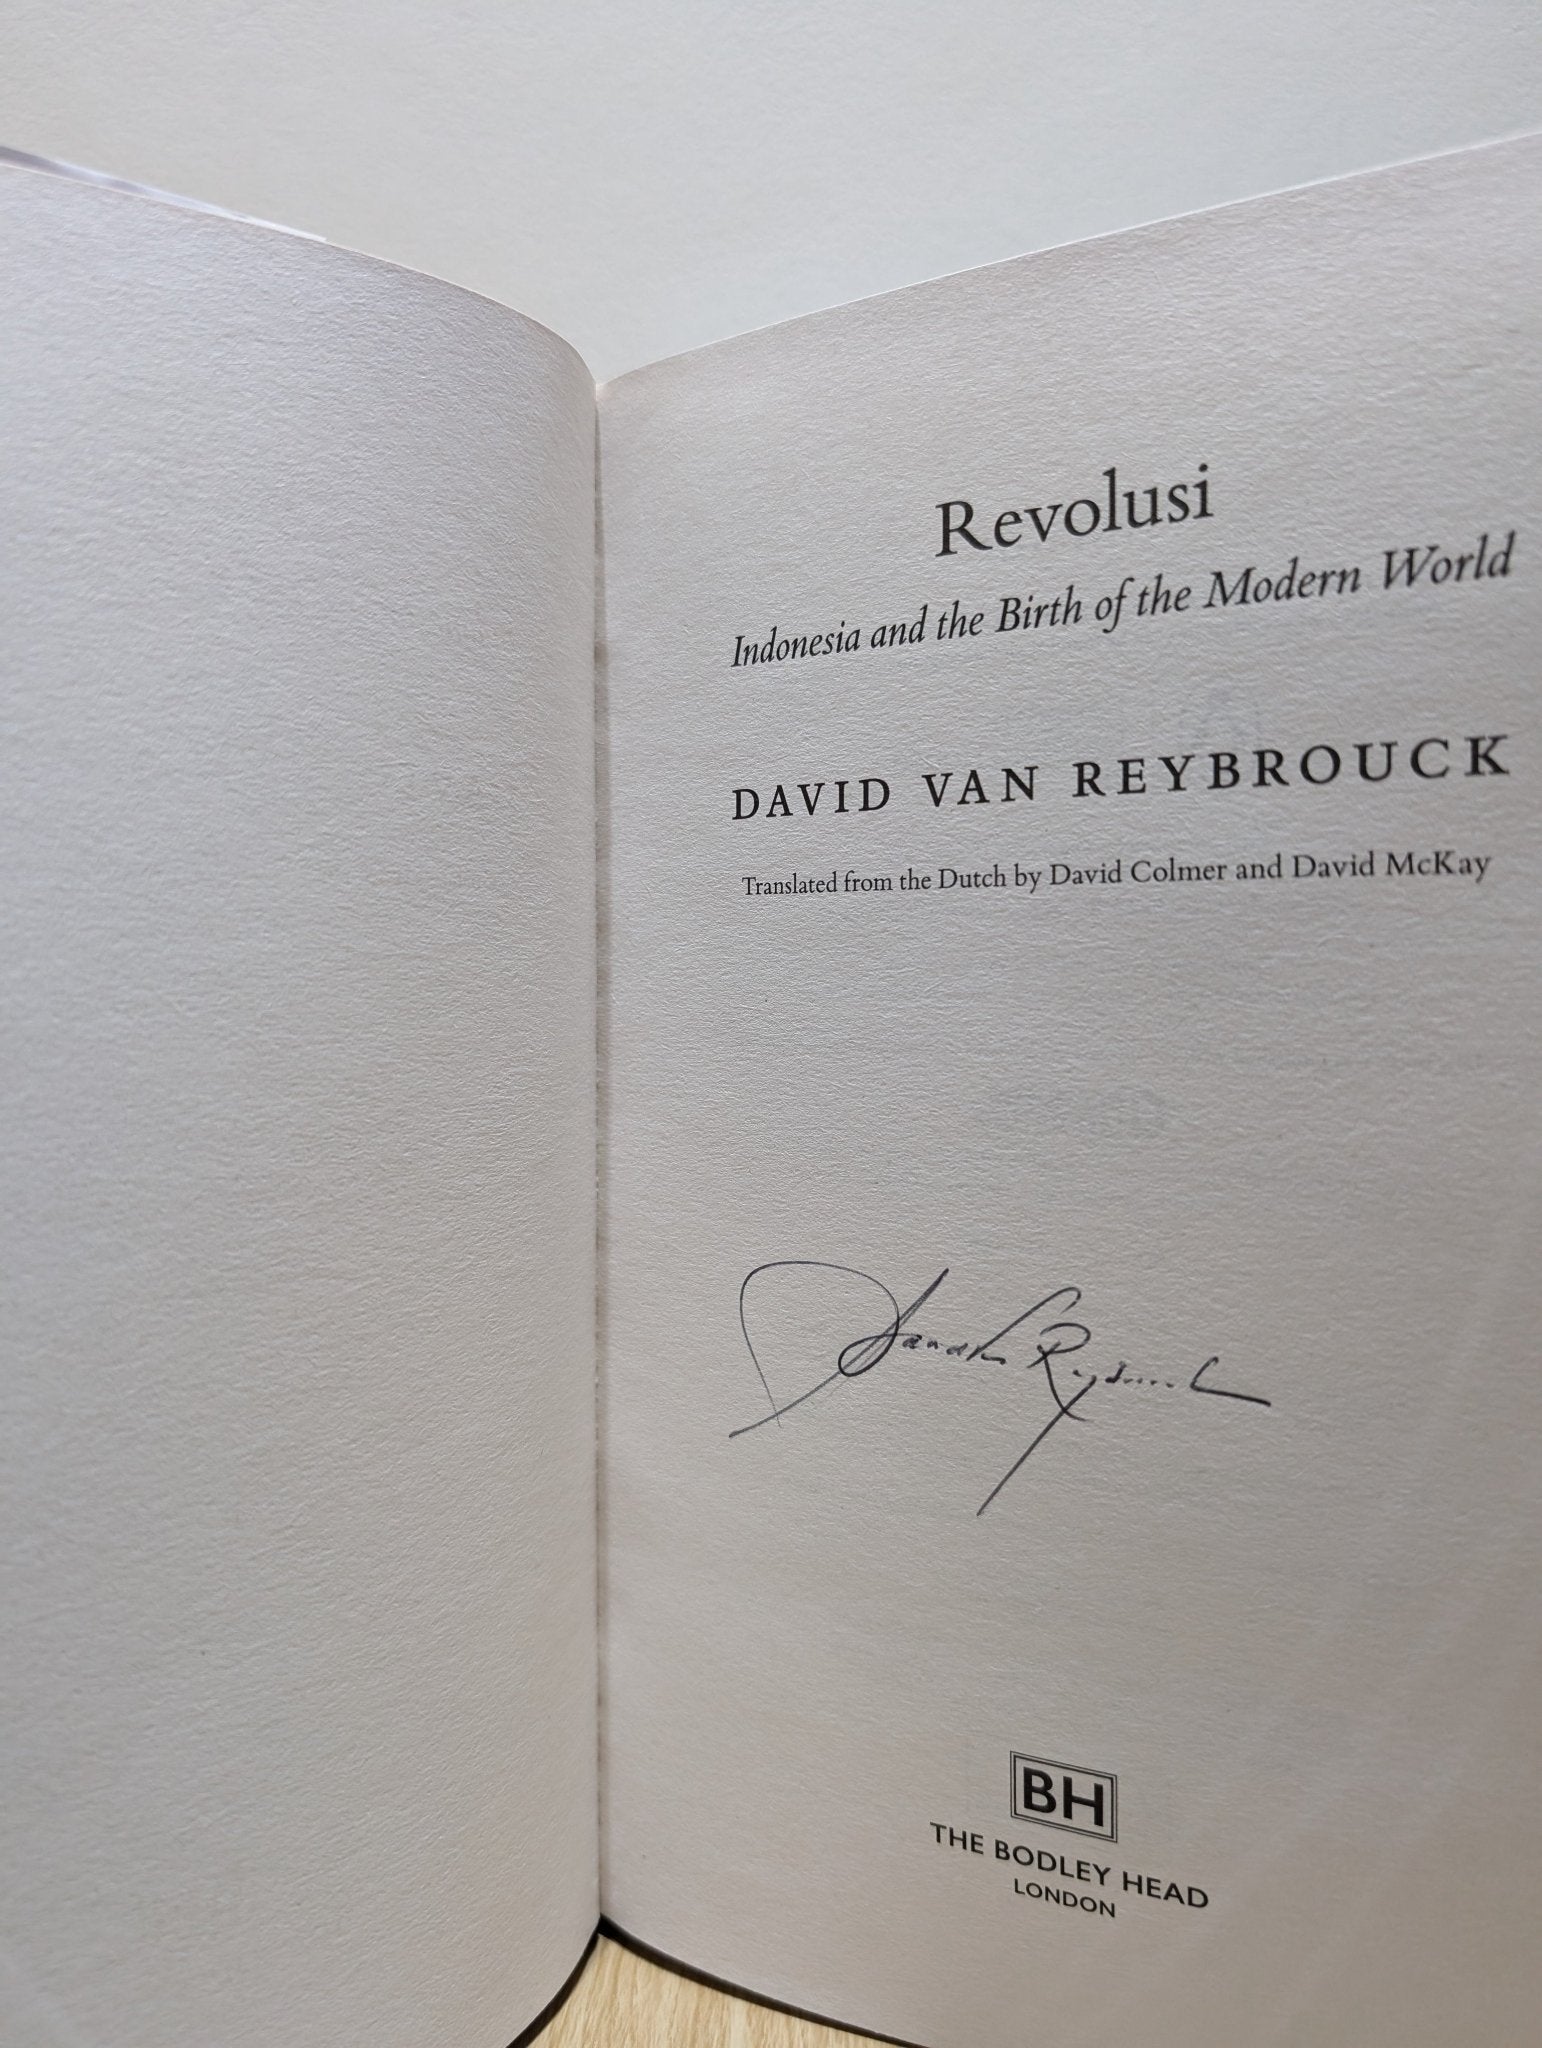 Revolusi
Indonesia and the Birth of the Modern World
DAVID VAN REYBROUCK
Translated from the Dutch by David Colmer and David McKay
BH
THE BODLEY HEAD
LONDON